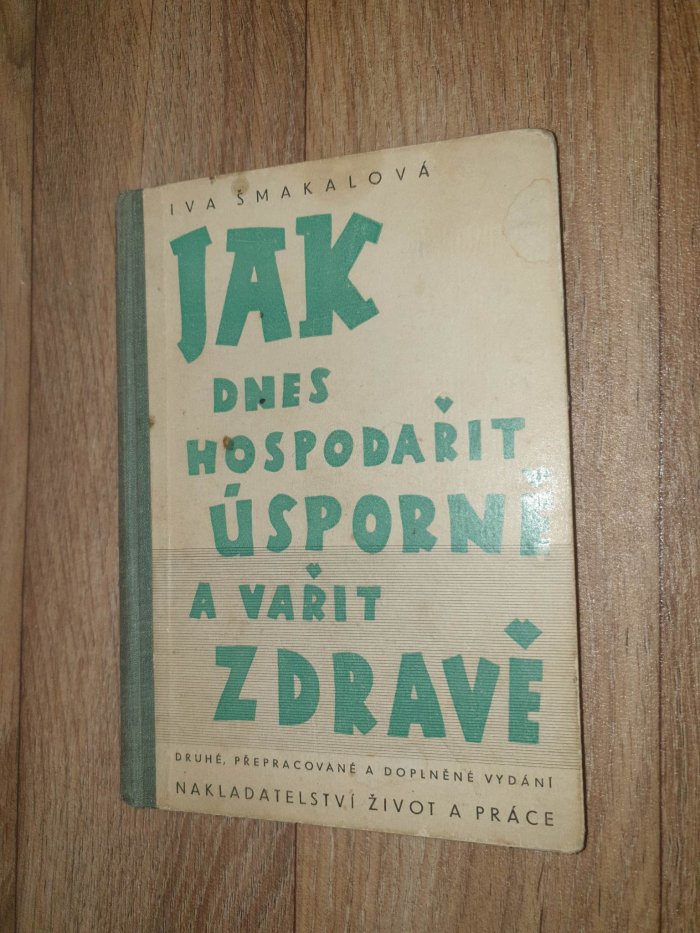 IVA ŠMAKALOVÁ
JAK
DNES
HOSPODAŘIT
ÚSPORNĚ
A VAŘIT
ZDRAVĚ
DRUHÉ, PŘEPRACOVANÉ A DOPLNĚNÉ VYDÁNÍ
NAKLADATELSTVÍ ŽIVOT A PRÁCE